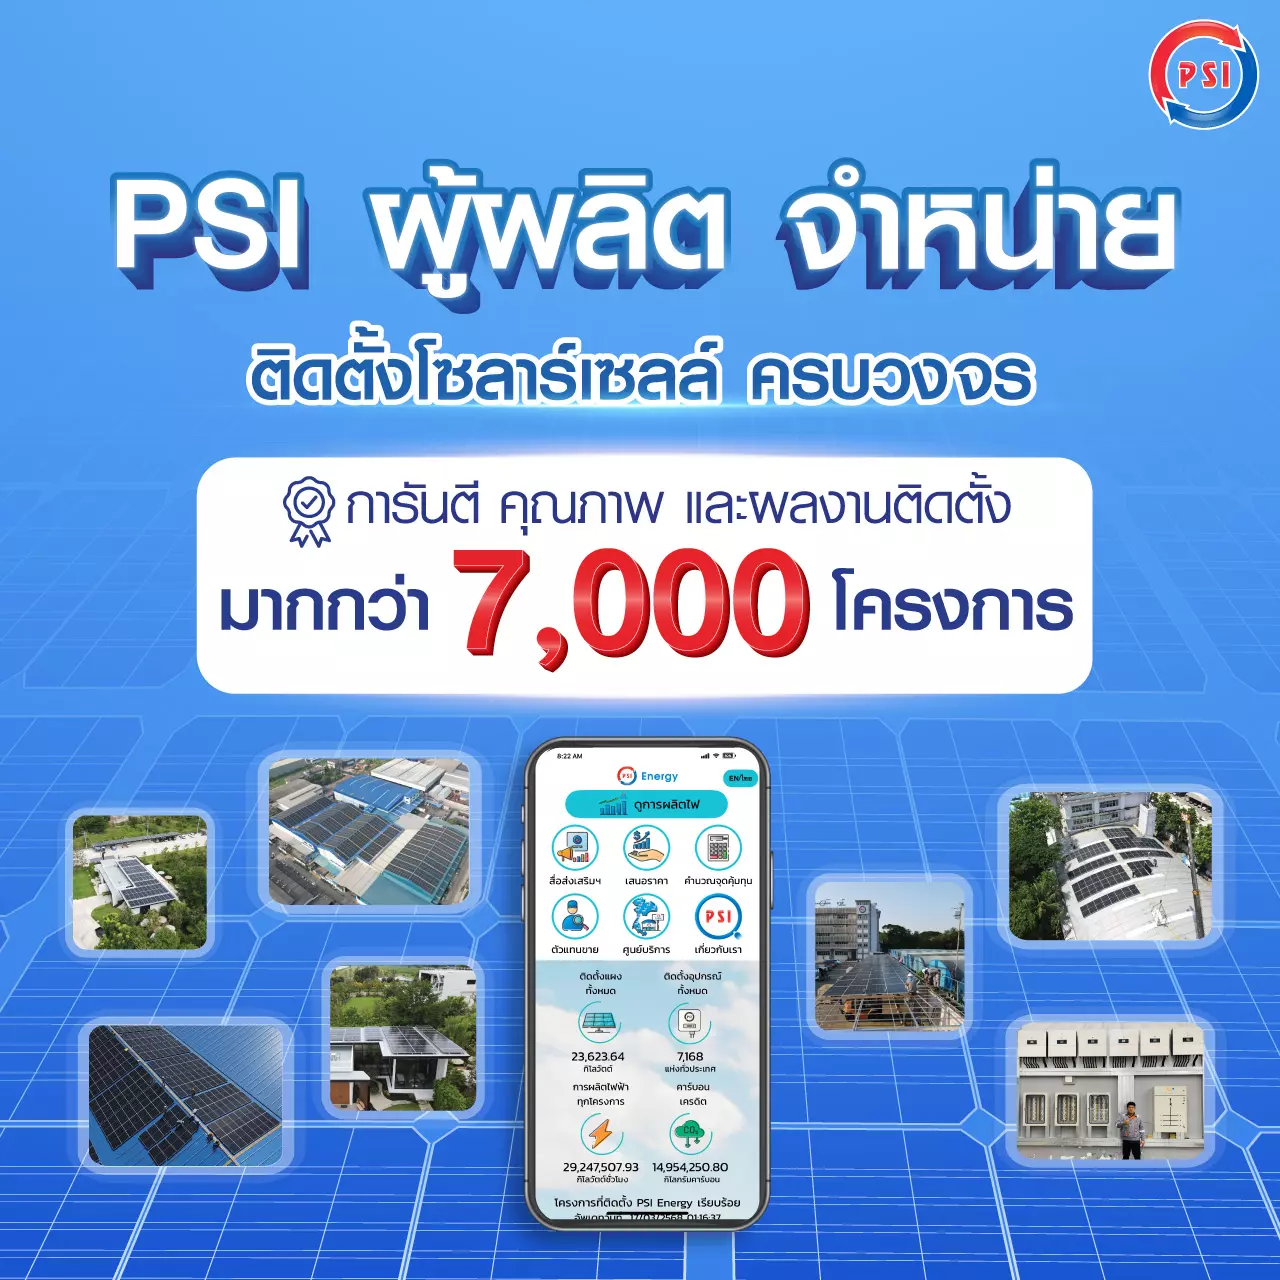 PSI
PSI ผู้ผลิต จำหน่าย
ติดตั้งโซลาร์เซลล์ ครบวงจร
การันตี คุณภาพ และผลงานติดตั้ง
มากกว่า 7,000 โครงการ
8:22 AM
PSI Energy
EN/ไทย
ดูการผลิตไฟ
สื่อส่งเสริมฯ เสนอราคา คำนวณจุดคุ้มทุน
PSI
ตัวแทนขาย ศูนย์บริการ เกี่ยวกับเรา
ติดตั้งแผง ติดตั้งอุปกรณ์
ทั้งหมด ทั้งหมด
23,623.64 7,168
กิโลวัตต์ แห่งทั่วประเทศ
การผลิตไฟฟ้า คาร์บอน
ทุกโครงการ เครดิต
CO₂
29,247,507.93 14,954,250.80
กิโลวัตต์ชั่วโมง กิโลกรัมคาร์บอน
โครงการที่ติดตั้ง PSI Energy เรียบร้อย
17/03/2568 01:16:37